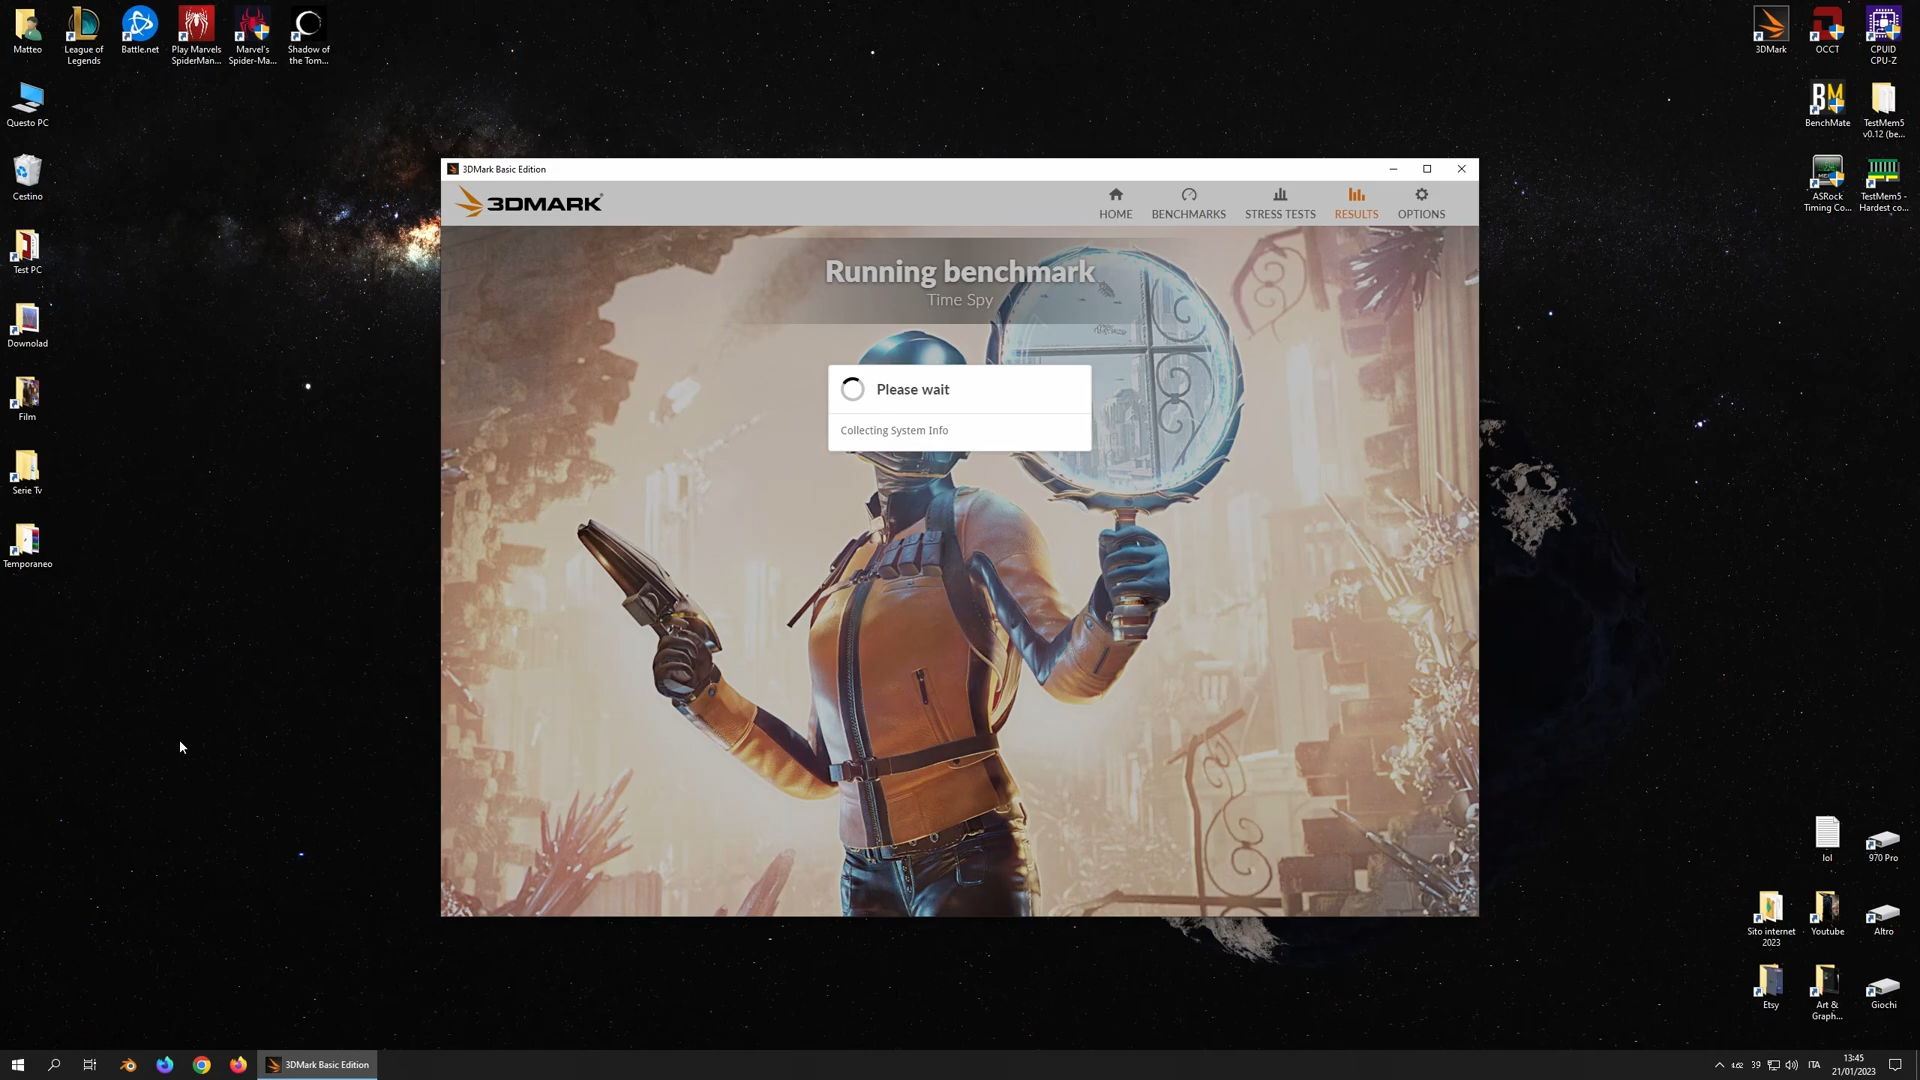 Matteo
League of
Legends
Battle.net
Play Marvels
SpiderMan...
Marvel's
Spider-Ma...
Shadow of
the Tom...
3DMark
OCCT
CPUID
CPU-Z
Questo PC
BM
BenchMate
TestMem5
v0.12 (be...
Cestino
ASRock
Timing Co...
TestMem5 -
Hardest co...
Test PC
Downolad
Film
Serie Tv
Temporaneo
3DMark Basic Edition
3DMARK
HOME
BENCHMARKS
STRESS TESTS
RESULTS
OPTIONS
Running benchmark
Time Spy
Please wait
Collecting System Info
lol
970 Pro
Sito internet
2023
Youtube
Altro
Etsy
Art &
Graph...
Giochi
3DMark Basic Edition
39
ITA
13:45
21/01/2023